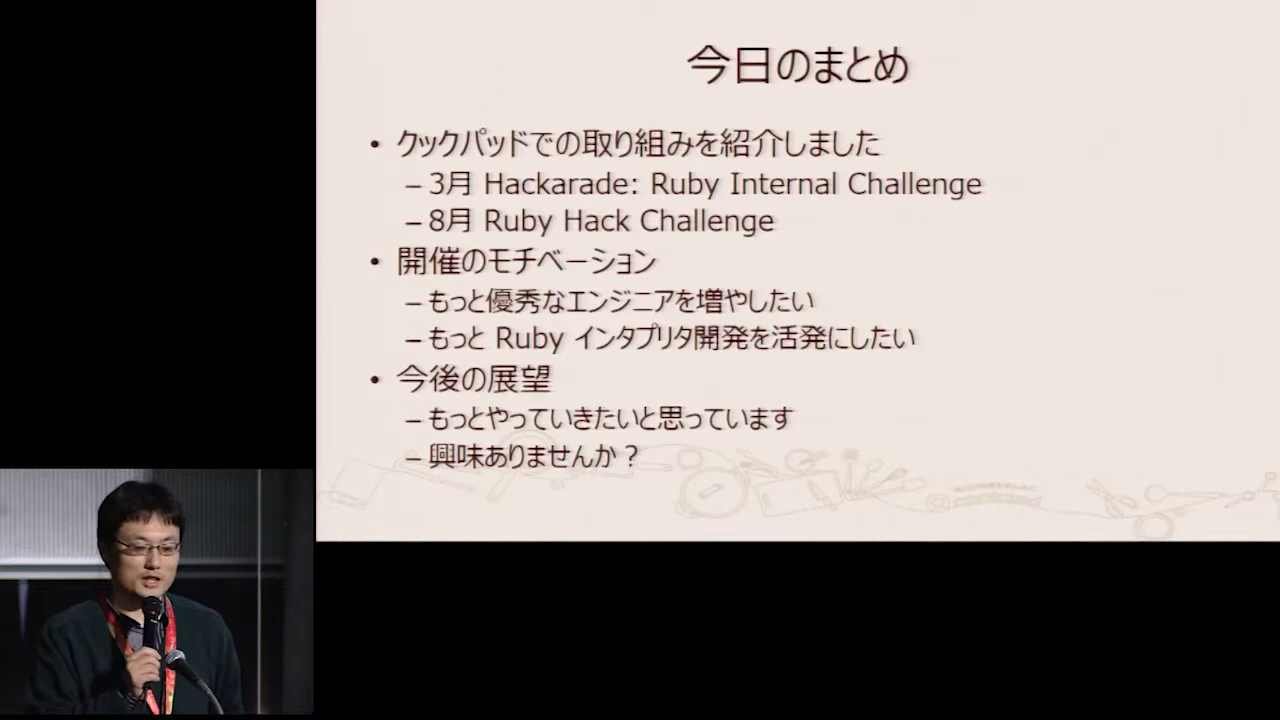 今日のまとめ
• クックパッドでの取り組みを紹介しました
– 3月 Hackarade: Ruby Internal Challenge
– 8月 Ruby Hack Challenge
• 開催のモチベーション
– もっと優秀なエンジニアを増やしたい
– もっと Ruby インタプリタ開発を活発にしたい
• 今後の展望
– もっとやっていきたいと思っています
– 興味ありませんか？